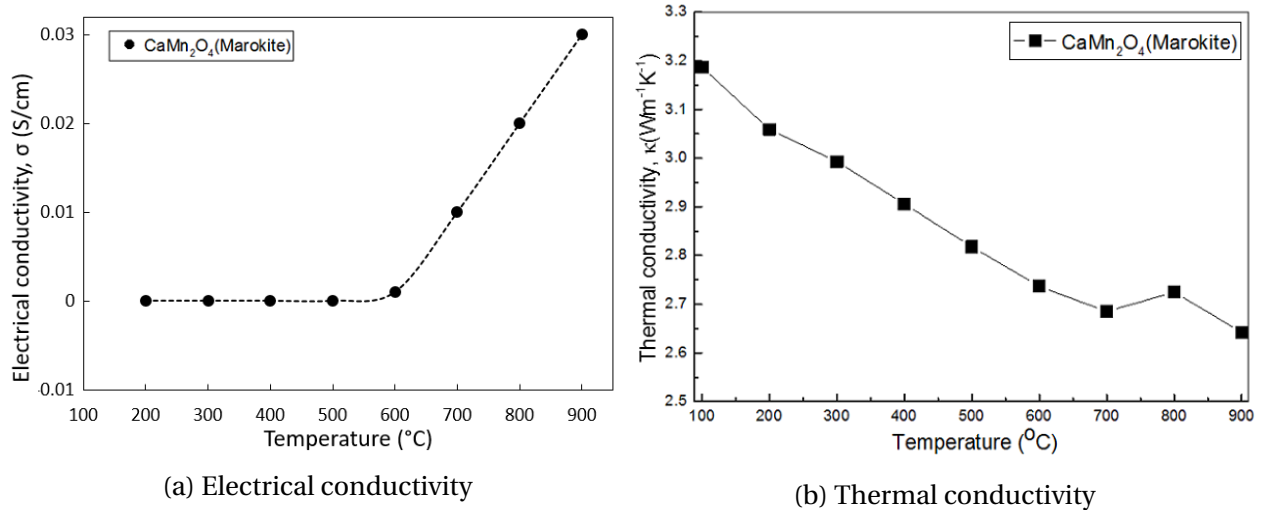 CaMn₂O₄(Marokite)
Electrical conductivity, σ (S/cm)
0.03
0.02
0.01
0
-0.01
100 200 300 400 500 600 700 800 900
Temperature (°C)
(a) Electrical conductivity
CaMn₂O₄(Marokite)
Thermal conductivity, κ(Wm⁻¹K⁻¹)
3.3
3.2
3.1
3.0
2.9
2.8
2.7
2.6
2.5
100 200 300 400 500 600 700 800 900
Temperature (⁰C)
(b) Thermal conductivity